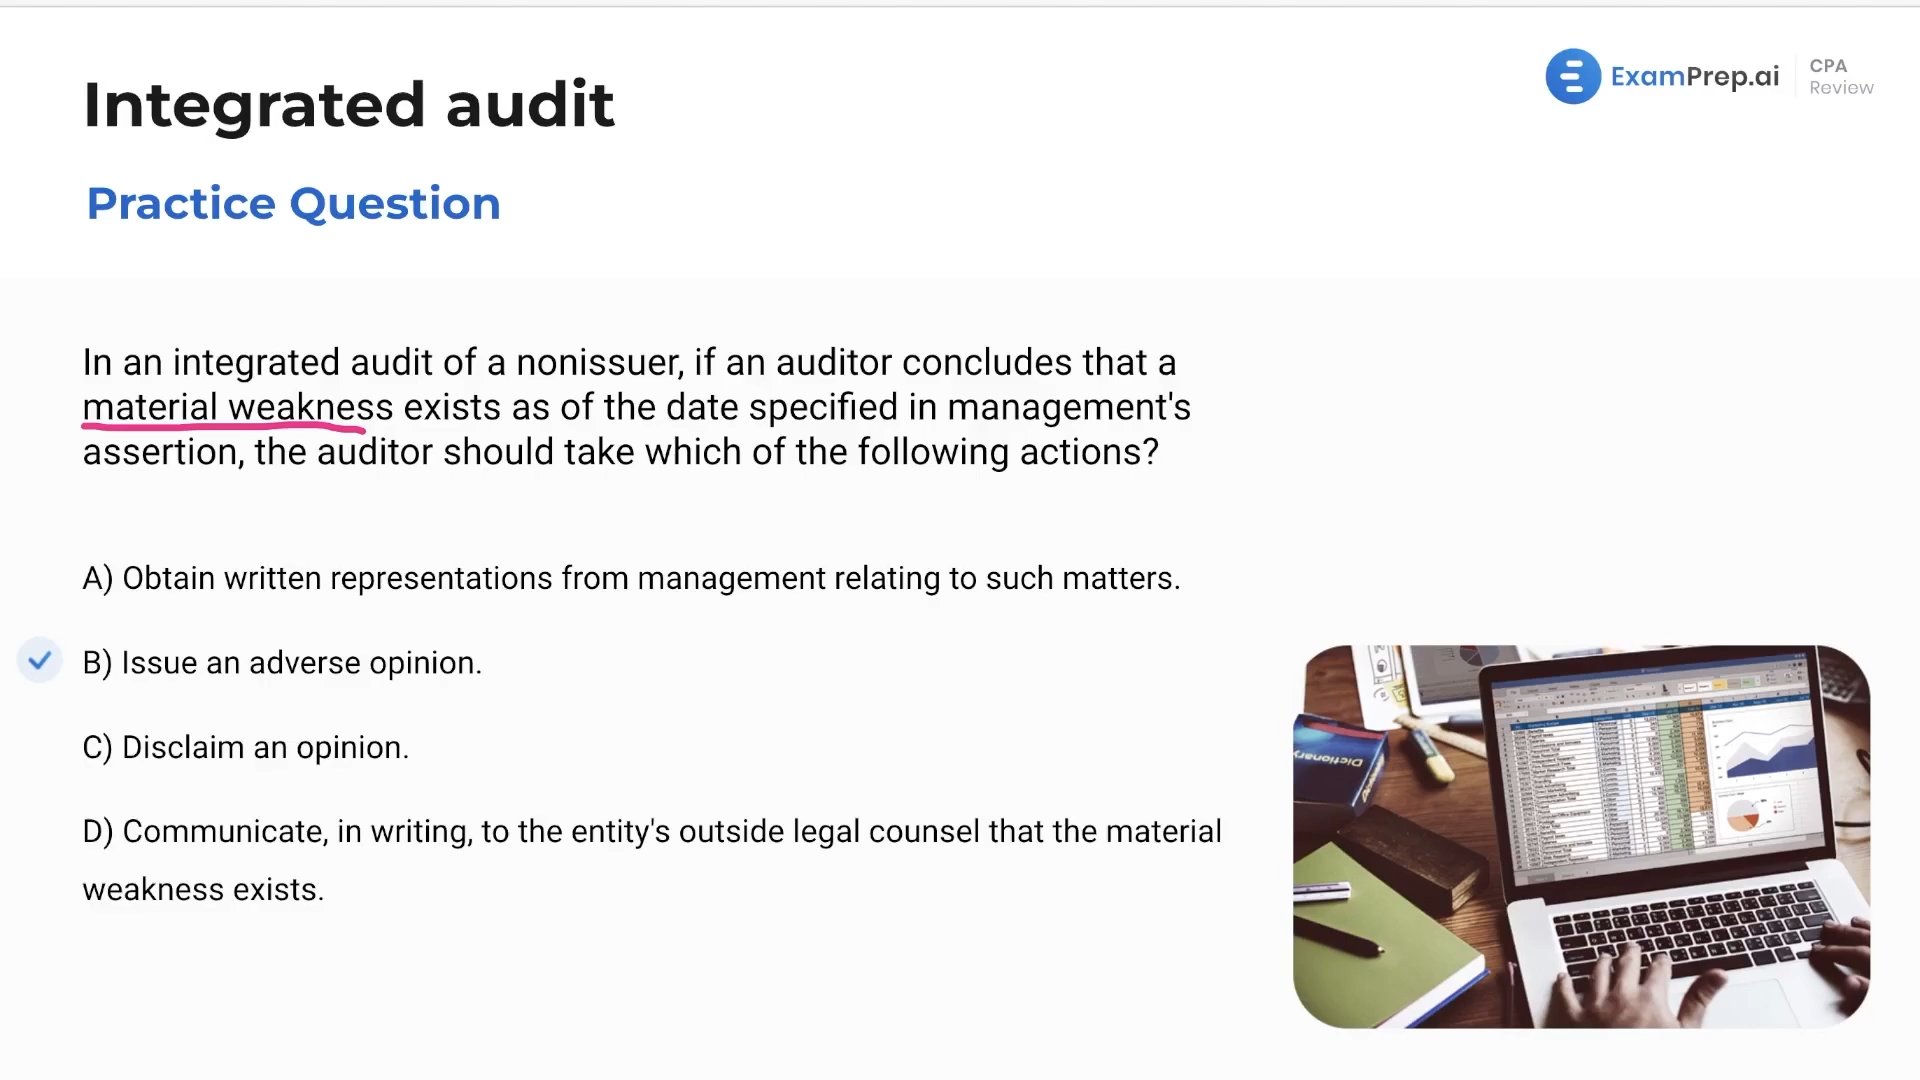 Integrated audit
ExamPrep.ai
CPA
Review
Practice Question
In an integrated audit of a nonissuer, if an auditor concludes that a
material weakness exists as of the date specified in management's
assertion, the auditor should take which of the following actions?
A) Obtain written representations from management relating to such matters.
B) Issue an adverse opinion.
C) Disclaim an opinion.
D) Communicate, in writing, to the entity's outside legal counsel that the material
weakness exists.
Dictionary